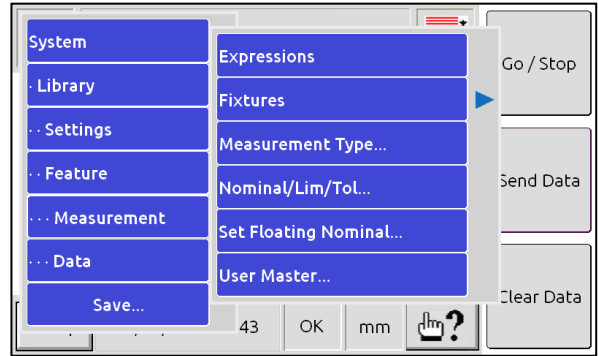 System
· Library
· · Settings
· · Feature
· · · Measurement
· · · Data
Save...
Expressions
Fixtures
Measurement Type...
Nominal/Lim/Tol...
Set Floating Nominal...
User Master...
Go / Stop
Send Data
Clear Data
43
OK
mm
?